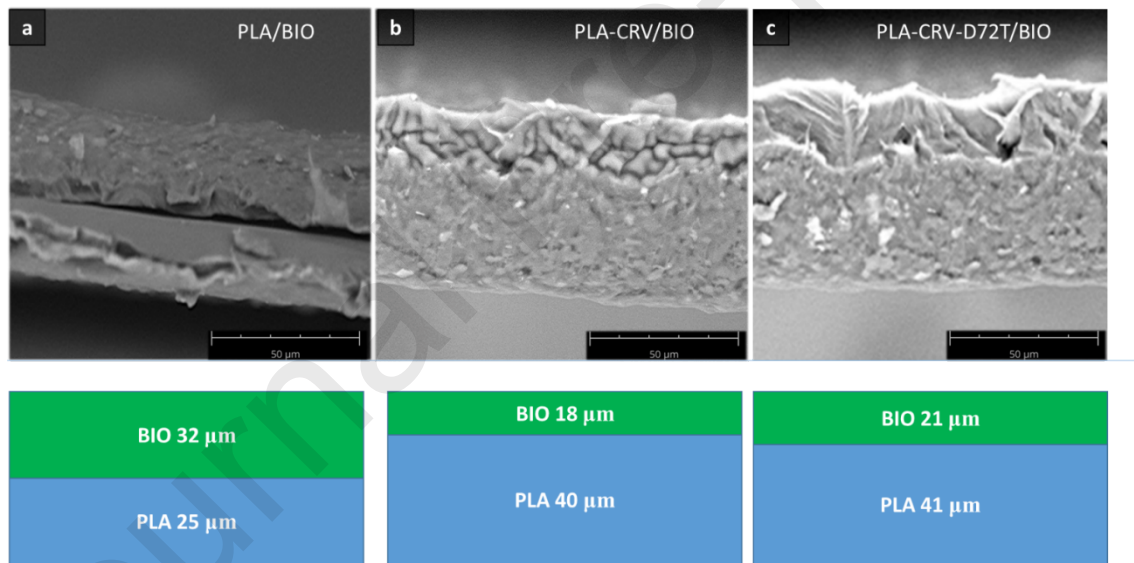 a
PLA/BIO
b
PLA-CRV/BIO
c
PLA-CRV-D72T/BIO
50 µm
50 µm
50 µm
BIO 32 µm
PLA 25 µm
BIO 18 µm
PLA 40 µm
BIO 21 µm
PLA 41 µm